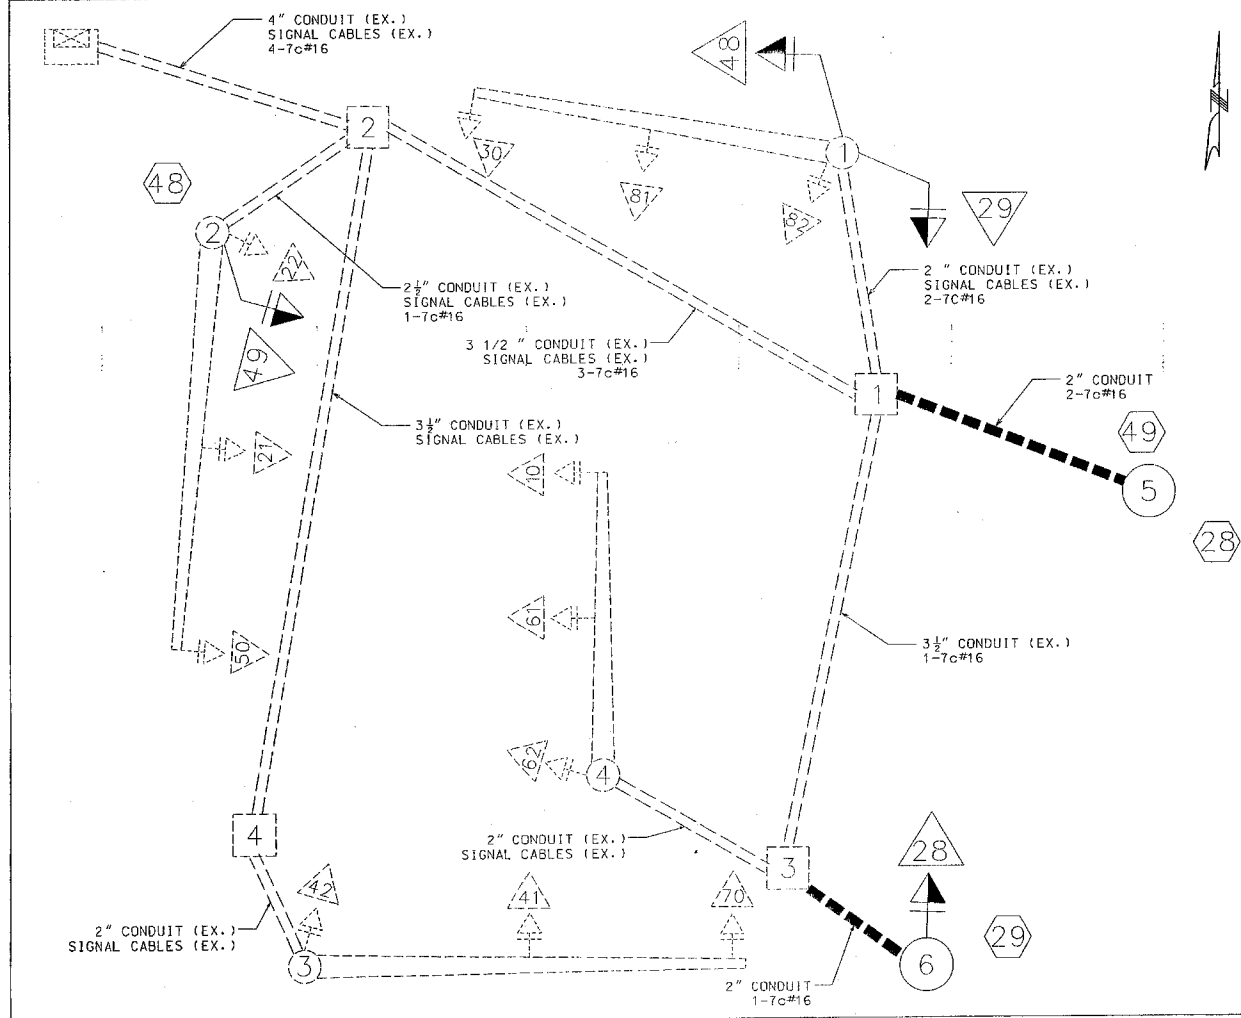 4" CONDUIT (EX.)
SIGNAL CABLES (EX.)
4-7c#16
48
N
2
30
81
82
1
29
48
2
22
2 " CONDUIT (EX.)
SIGNAL CABLES (EX.)
2-7C#16
2½" CONDUIT (EX.)
SIGNAL CABLES (EX.)
1-7c#16
3 1/2 " CONDUIT (EX.)
SIGNAL CABLES (EX.)
3-7c#16
49
1
2" CONDUIT
2-7c#16
3½" CONDUIT (EX.)
SIGNAL CABLES (EX.)
49
21
10
5
28
61
50
3½" CONDUIT (EX.)
1-7c#16
62
4
4
2" CONDUIT (EX.)
SIGNAL CABLES (EX.)
3
28
42
41
70
2" CONDUIT (EX.)
SIGNAL CABLES (EX.)
29
3
6
2" CONDUIT
1-7c#16